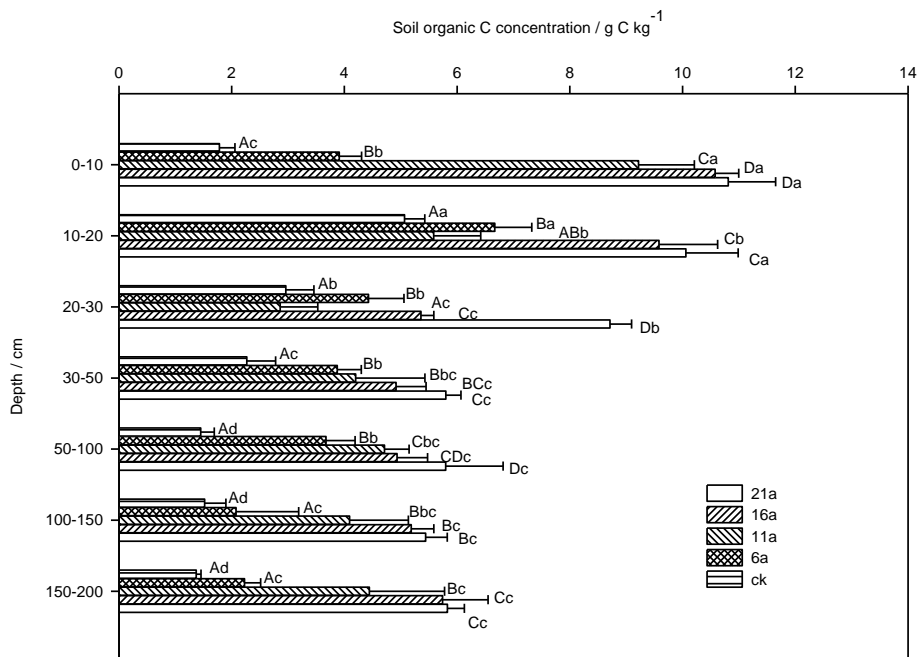 Soil organic C concentration / g C kg-1
0 2 4 6 8 10 12 14
Depth / cm
0-10
Ac
Bb
Ca
Da
Da
10-20
Aa
Ba
ABb
Cb
Ca
20-30
Ab
Bb
Ac
Cc
Db
30-50
Ac
Bb
Bbc
BCc
Cc
50-100
Ad
Bb
Cbc
CDc
Dc
100-150
Ad
Ac
Bbc
Bc
Bc
150-200
Ad
Ac
Bc
Cc
Cc
21a
16a
11a
6a
ck